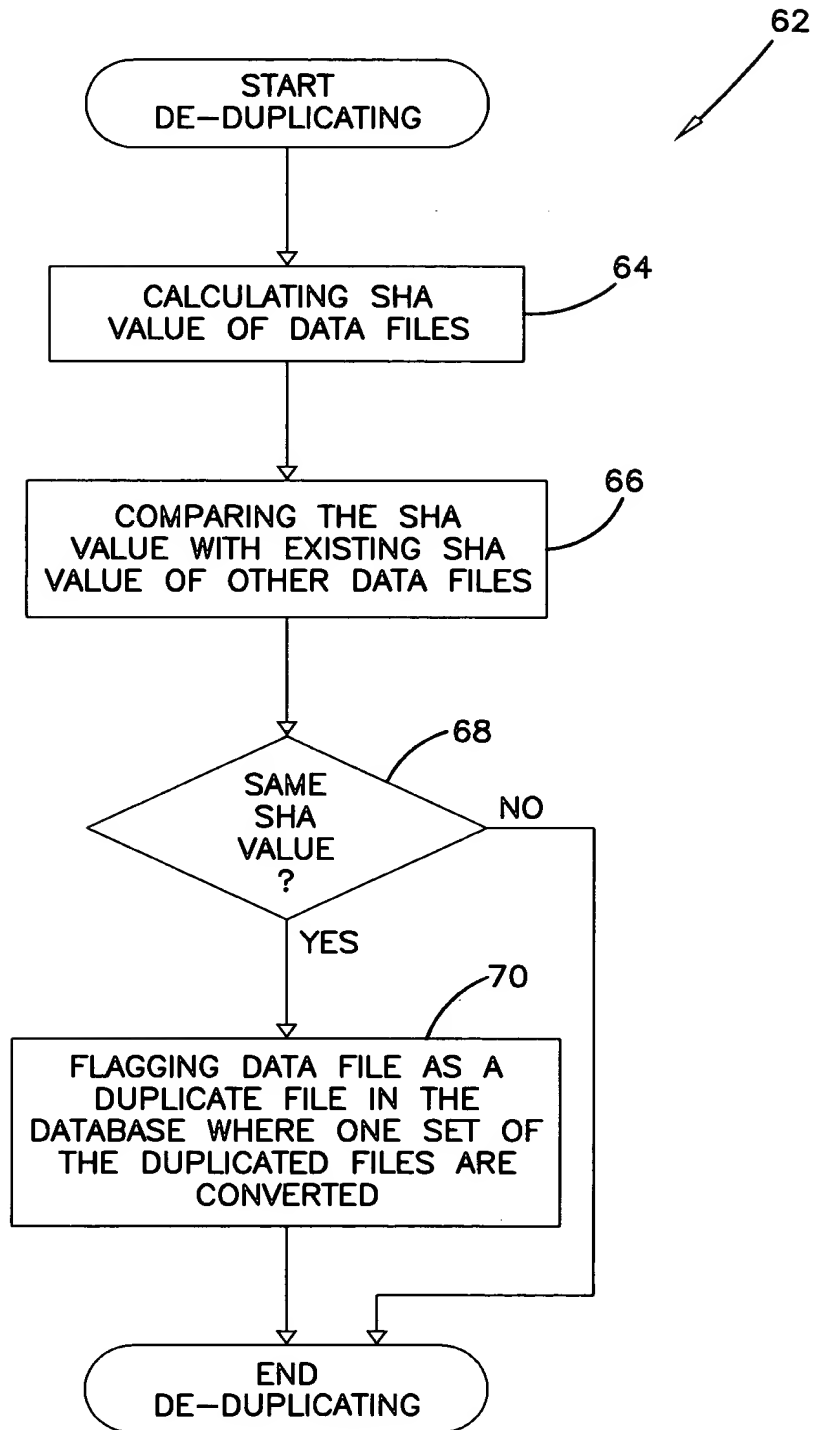 62
START
DE-DUPLICATING
64
CALCULATING SHA
VALUE OF DATA FILES
66
COMPARING THE SHA
VALUE WITH EXISTING SHA
VALUE OF OTHER DATA FILES
68
SAME
SHA
VALUE
?
NO
YES
70
FLAGGING DATA FILE AS A
DUPLICATE FILE IN THE
DATABASE WHERE ONE SET OF
THE DUPLICATED FILES ARE
CONVERTED
END
DE-DUPLICATING